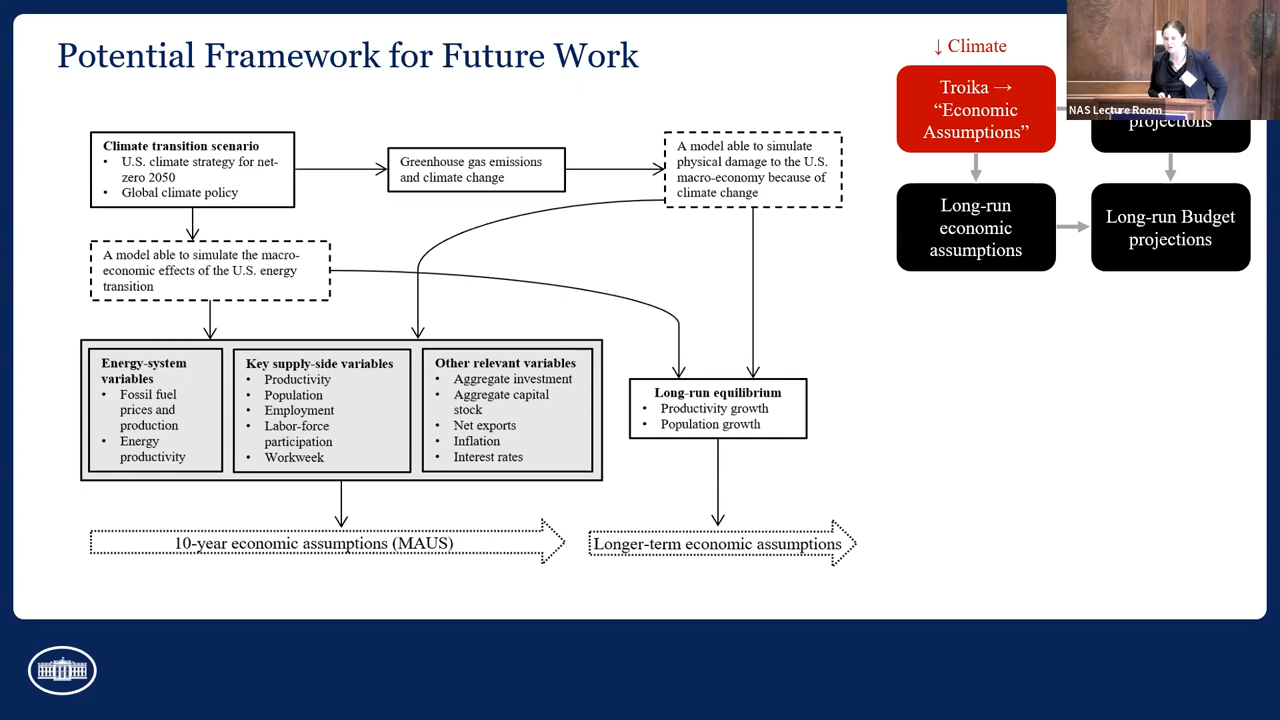 Potential Framework for Future Work
↓ Climate
Troika →
“Economic
Assumptions”
NAS Lecture Room
projections
Long-run
economic
assumptions
Long-run Budget
projections
Climate transition scenario
• U.S. climate strategy for net-
zero 2050
• Global climate policy
Greenhouse gas emissions
and climate change
A model able to simulate
physical damage to the U.S.
macro-economy because of
climate change
A model able to simulate the macro-
economic effects of the U.S. energy
transition
Energy-system
variables
• Fossil fuel
prices and
production
• Energy
productivity
Key supply-side variables
• Productivity
• Population
• Employment
• Labor-force
participation
• Workweek
Other relevant variables
• Aggregate investment
• Aggregate capital
stock
• Net exports
• Inflation
• Interest rates
Long-run equilibrium
• Productivity growth
• Population growth
10-year economic assumptions (MAUS)
Longer-term economic assumptions